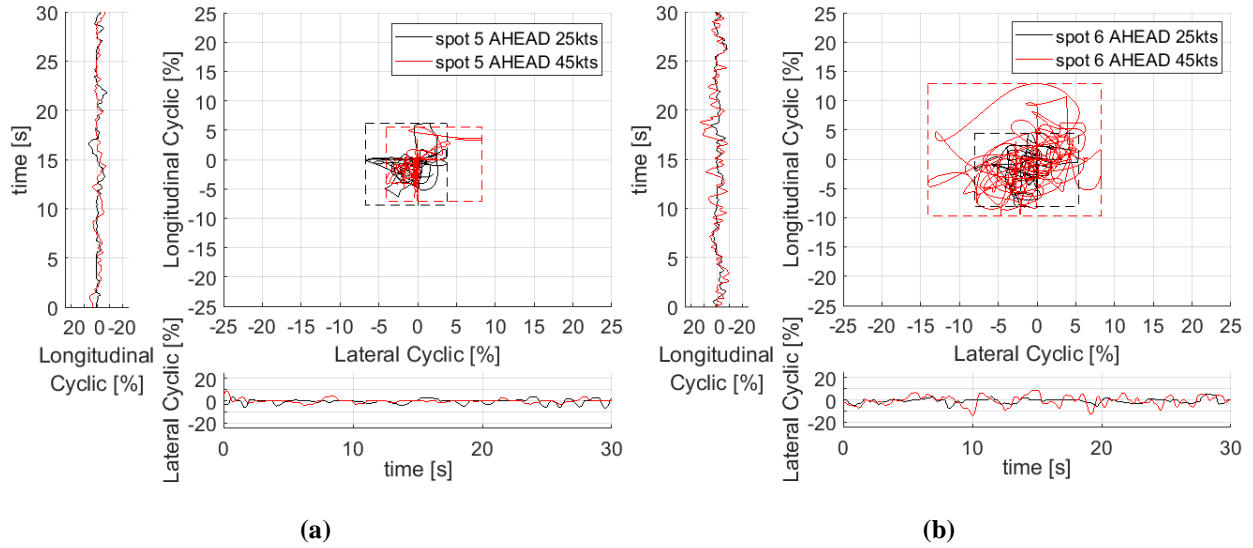 25
20
15
10
5
0
-5
-10
-15
-20
-25
Longitudinal Cyclic [%]
-25 -20 -15 -10 -5 0 5 10 15 20 25
Lateral Cyclic [%]
spot 5 AHEAD 25kts
spot 5 AHEAD 45kts
30
25
20
15
10
5
0
time [s]
20 0 -20
Longitudinal
Cyclic [%]
20
0
-20
Lateral Cyclic [%]
0 10 20 30
time [s]
(a)
25
20
15
10
5
0
-5
-10
-15
-20
-25
Longitudinal Cyclic [%]
-25 -20 -15 -10 -5 0 5 10 15 20 25
Lateral Cyclic [%]
spot 6 AHEAD 25kts
spot 6 AHEAD 45kts
30
25
20
15
10
5
0
time [s]
20 0 -20
Longitudinal
Cyclic [%]
20
0
-20
Lateral Cyclic [%]
0 10 20 30
time [s]
(b)